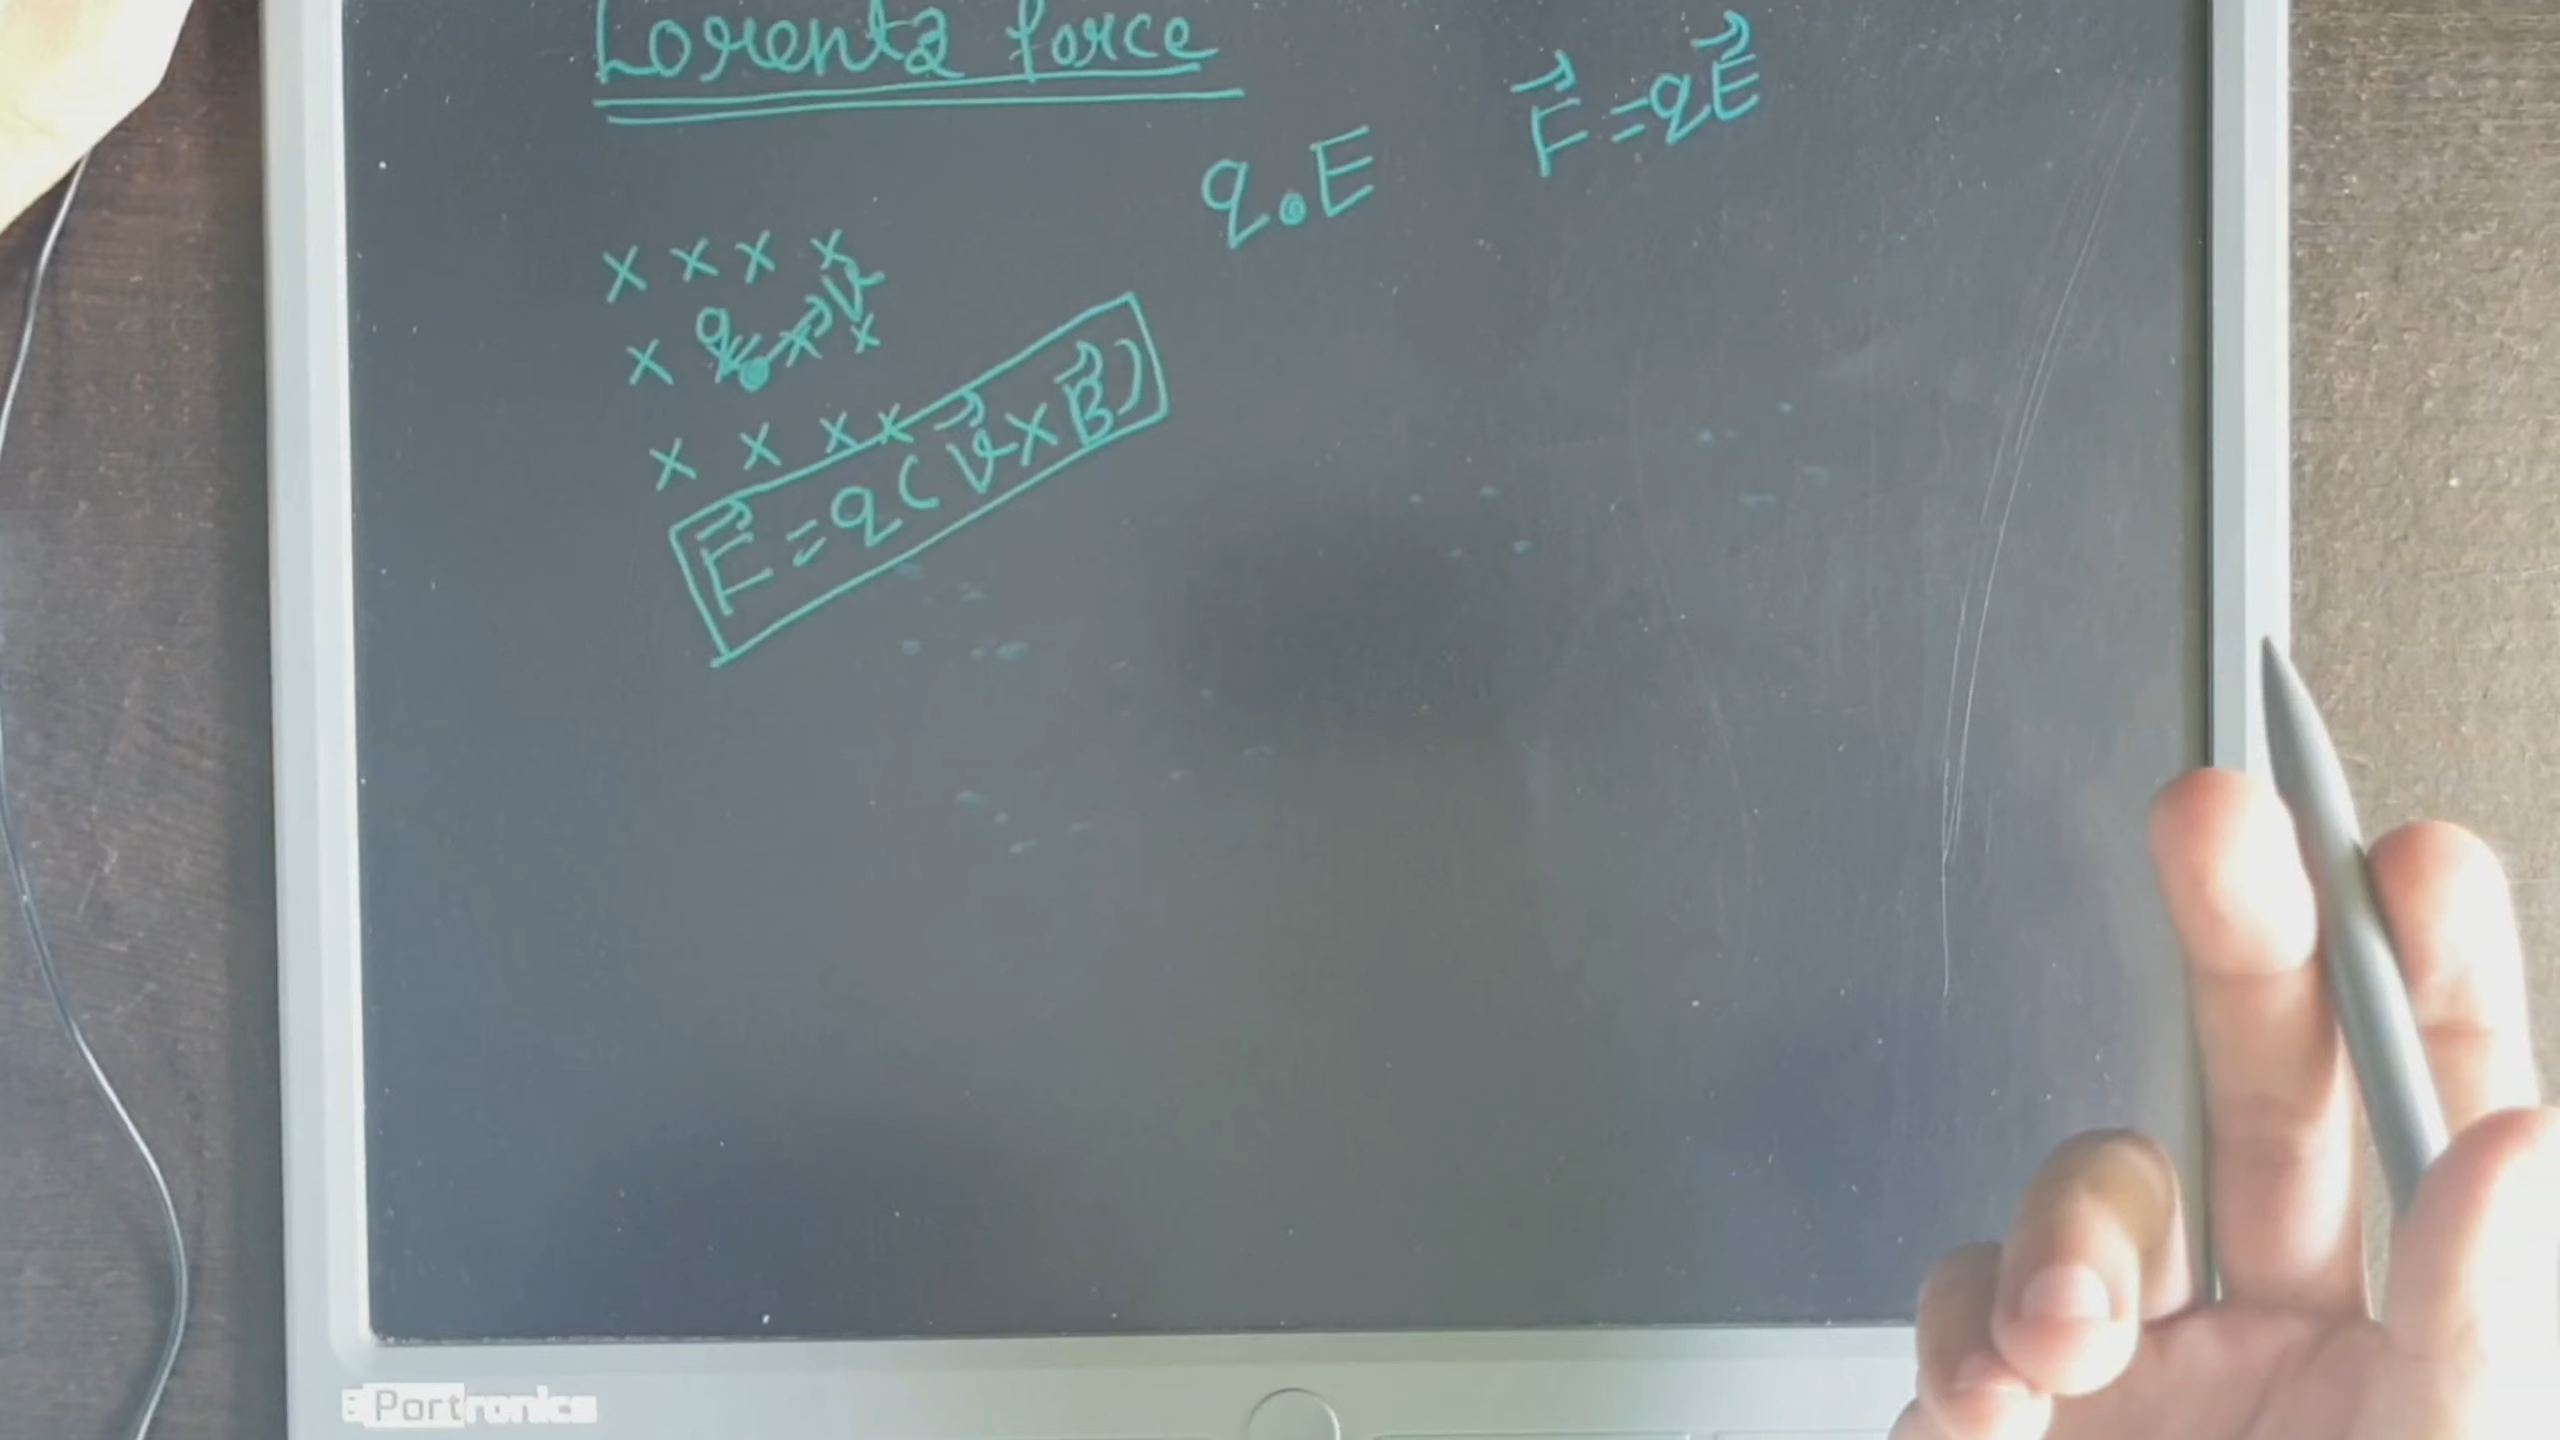 Lorentz force
F⃗ = qE⃗
q . E
x x x x
x q x v⃗ x
x x x x
F⃗ = q (v⃗ x B⃗)
Portronics